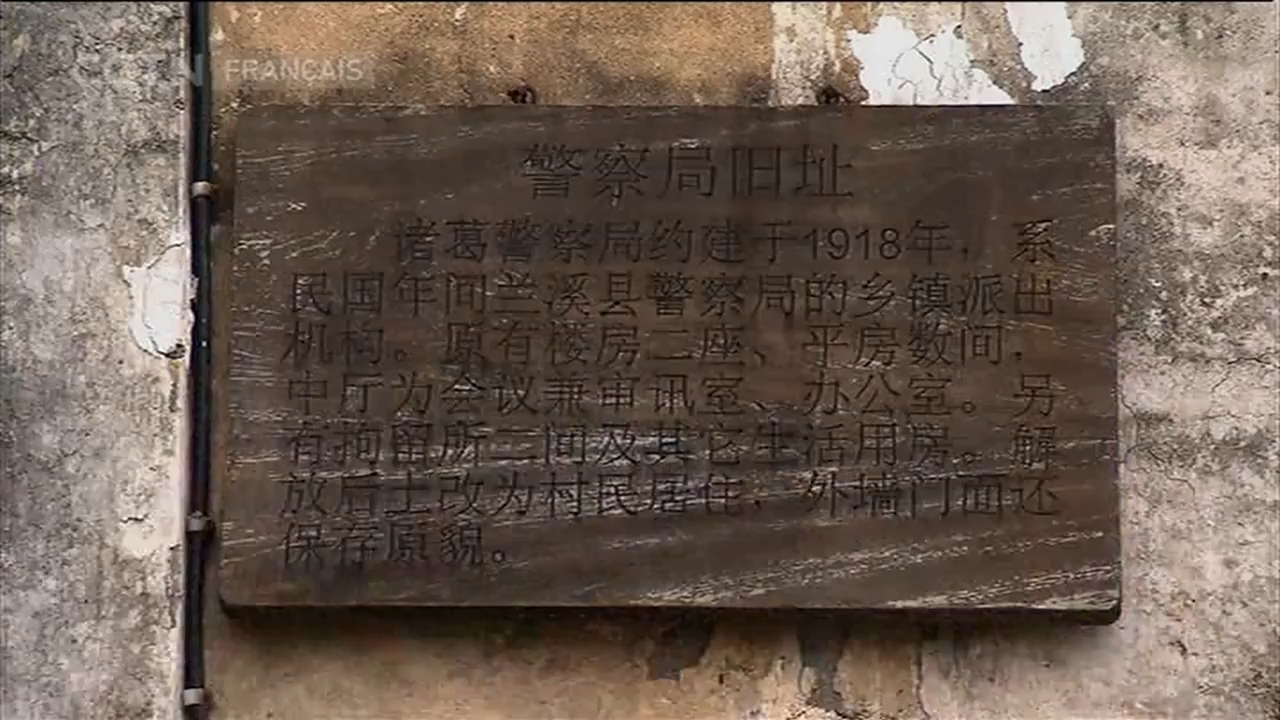 CGTN FRANÇAIS
警察局旧址
诸葛警察局约建于1918年，系
民国年间兰溪县警察局的乡镇派出
机构。原有楼房二座、平房数间，
中厅为会议兼审讯室、办公室。另
有拘留所二间及其它生活用房。解
放后土改为村民居住，外墙门面还
保存原貌。